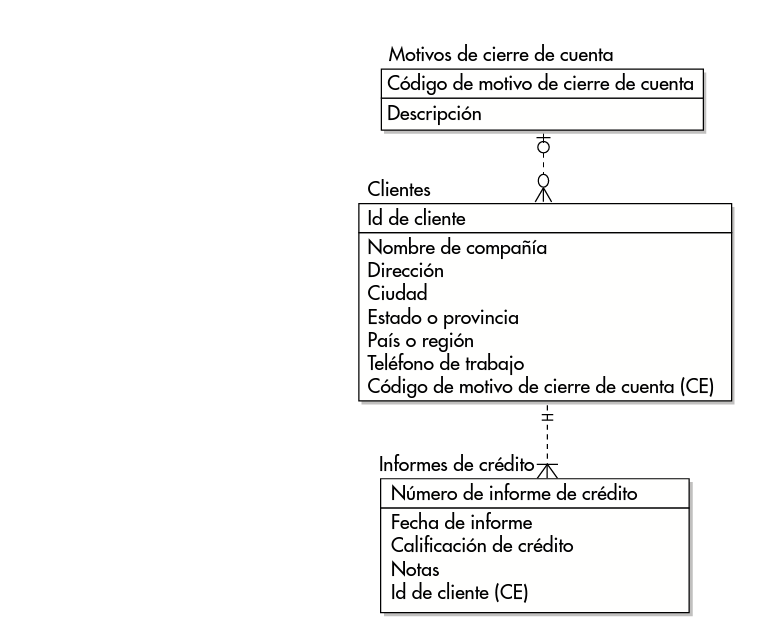 Motivos de cierre de cuenta
Código de motivo de cierre de cuenta
Descripción
Clientes
Id de cliente
Nombre de compañía
Dirección
Ciudad
Estado o provincia
País o región
Teléfono de trabajo
Código de motivo de cierre de cuenta (CE)
Informes de crédito
Número de informe de crédito
Fecha de informe
Calificación de crédito
Notas
Id de cliente (CE)